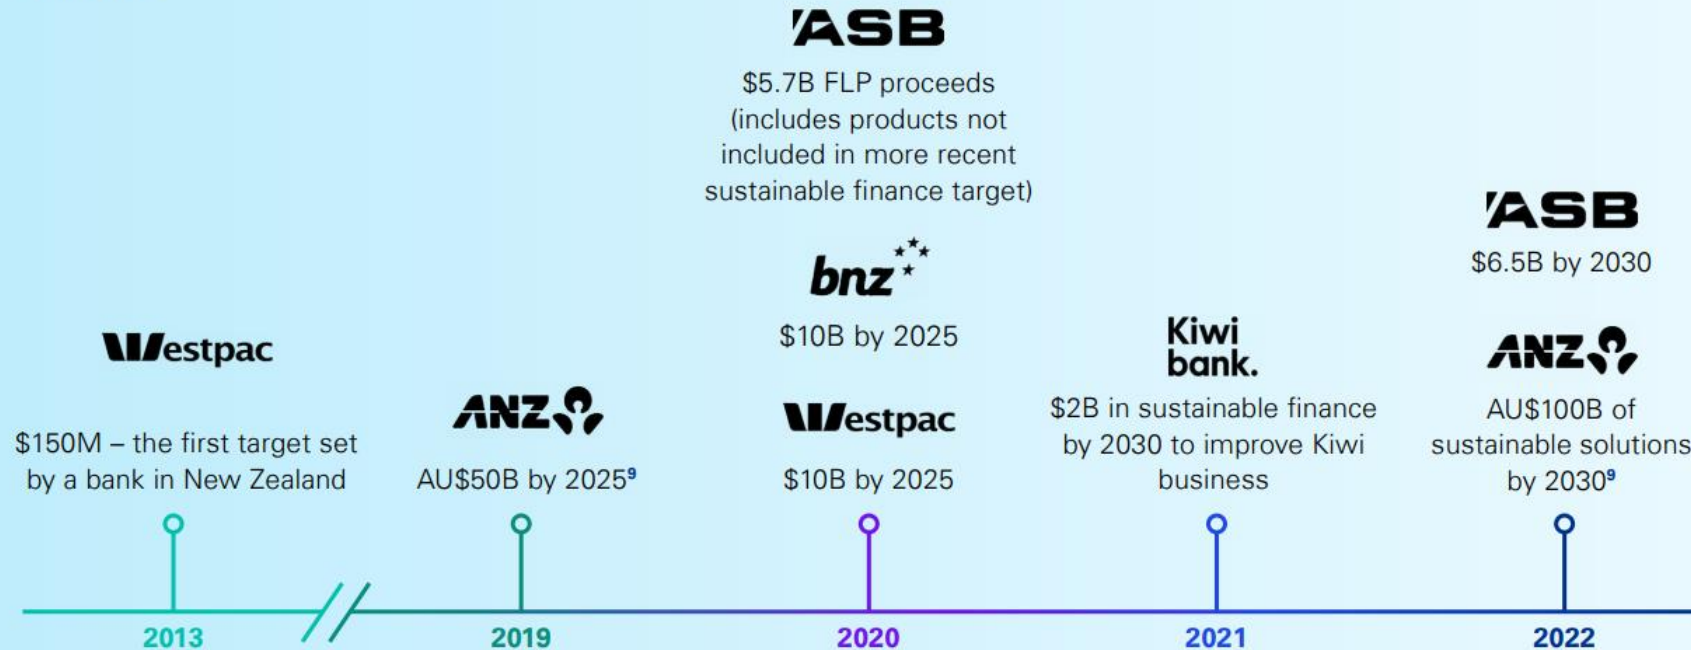 Westpac
$150M – the first target set
by a bank in New Zealand
2013
ANZ
AU$50B by 2025⁹
2019
ASB
$5.7B FLP proceeds
(includes products not
included in more recent
sustainable finance target)
bnz
$10B by 2025
Westpac
$10B by 2025
2020
Kiwi
bank.
$2B in sustainable finance
by 2030 to improve Kiwi
business
2021
ASB
$6.5B by 2030
ANZ
AU$100B of
sustainable solutions
by 2030⁹
2022